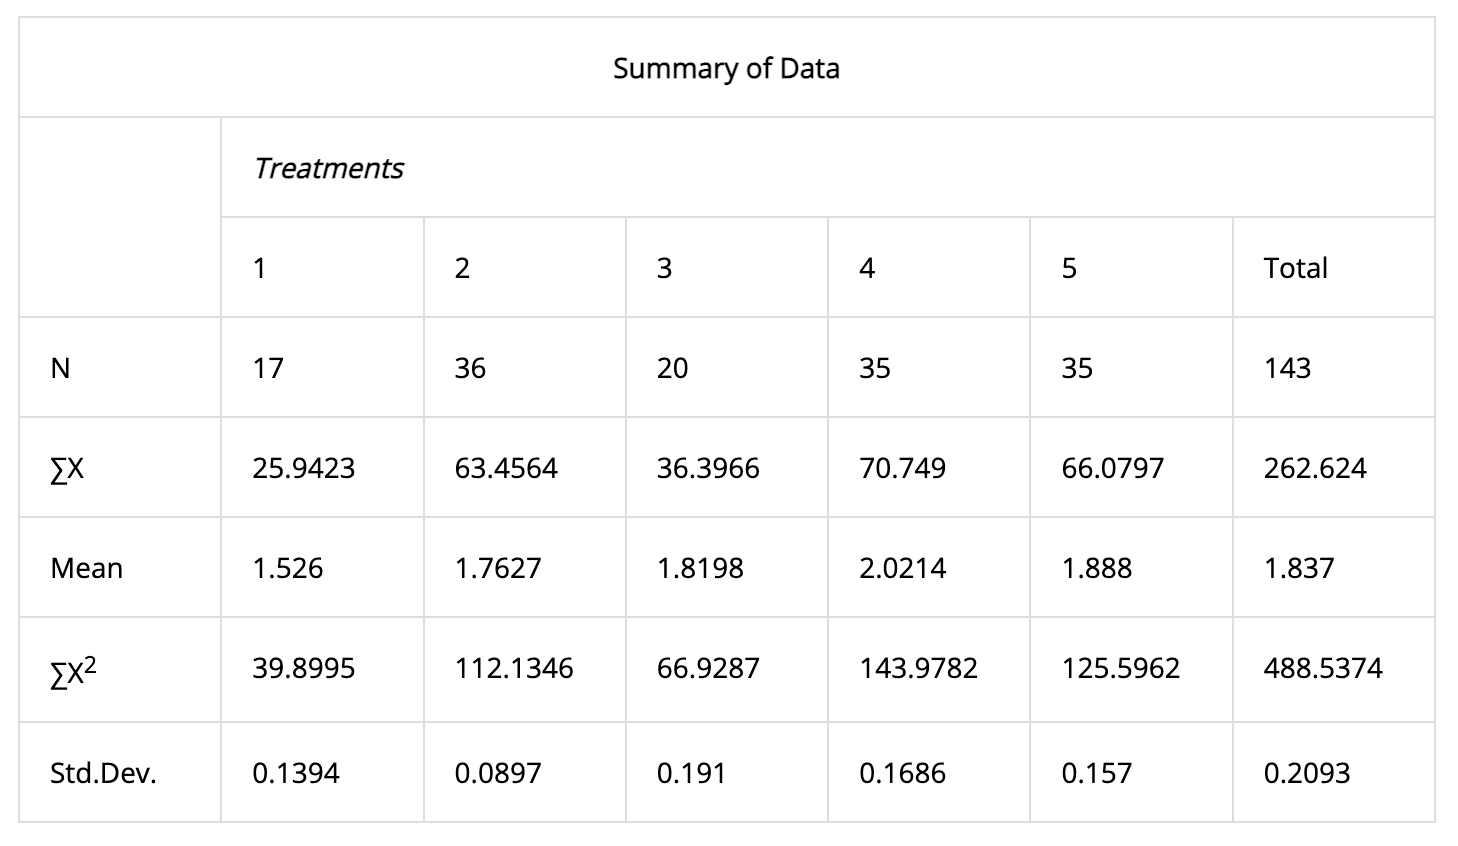 Summary of Data
Treatments
1 2 3 4 5 Total
N 17 36 20 35 35 143
∑X 25.9423 63.4564 36.3966 70.749 66.0797 262.624
Mean 1.526 1.7627 1.8198 2.0214 1.888 1.837
∑X² 39.8995 112.1346 66.9287 143.9782 125.5962 488.5374
Std.Dev. 0.1394 0.0897 0.191 0.1686 0.157 0.2093